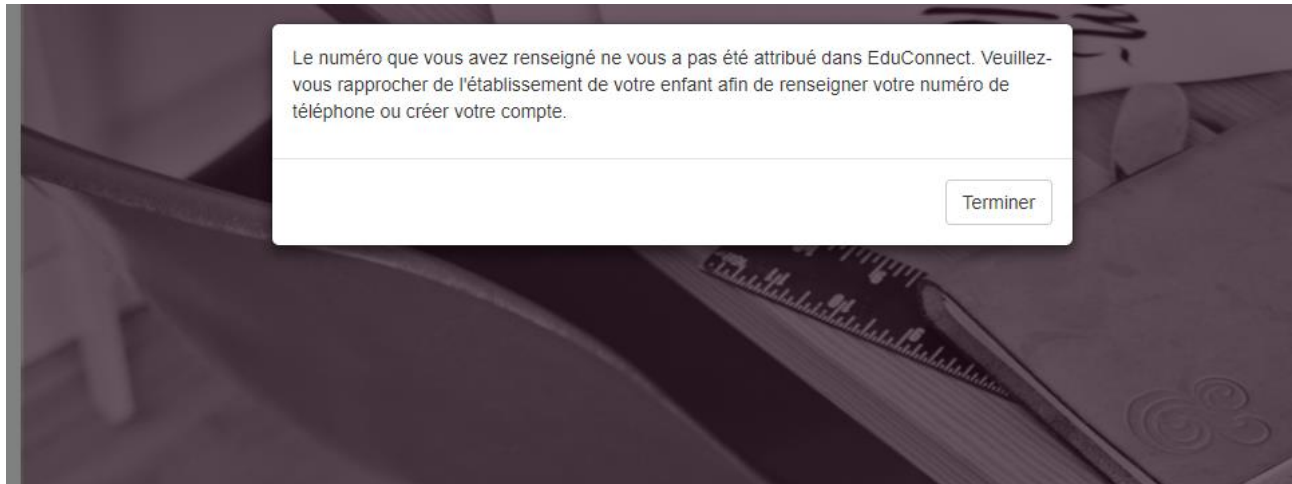 Le numéro que vous avez renseigné ne vous a pas été attribué dans EduConnect. Veuillez-
vous rapprocher de l'établissement de votre enfant afin de renseigner votre numéro de
téléphone ou créer votre compte.
Terminer